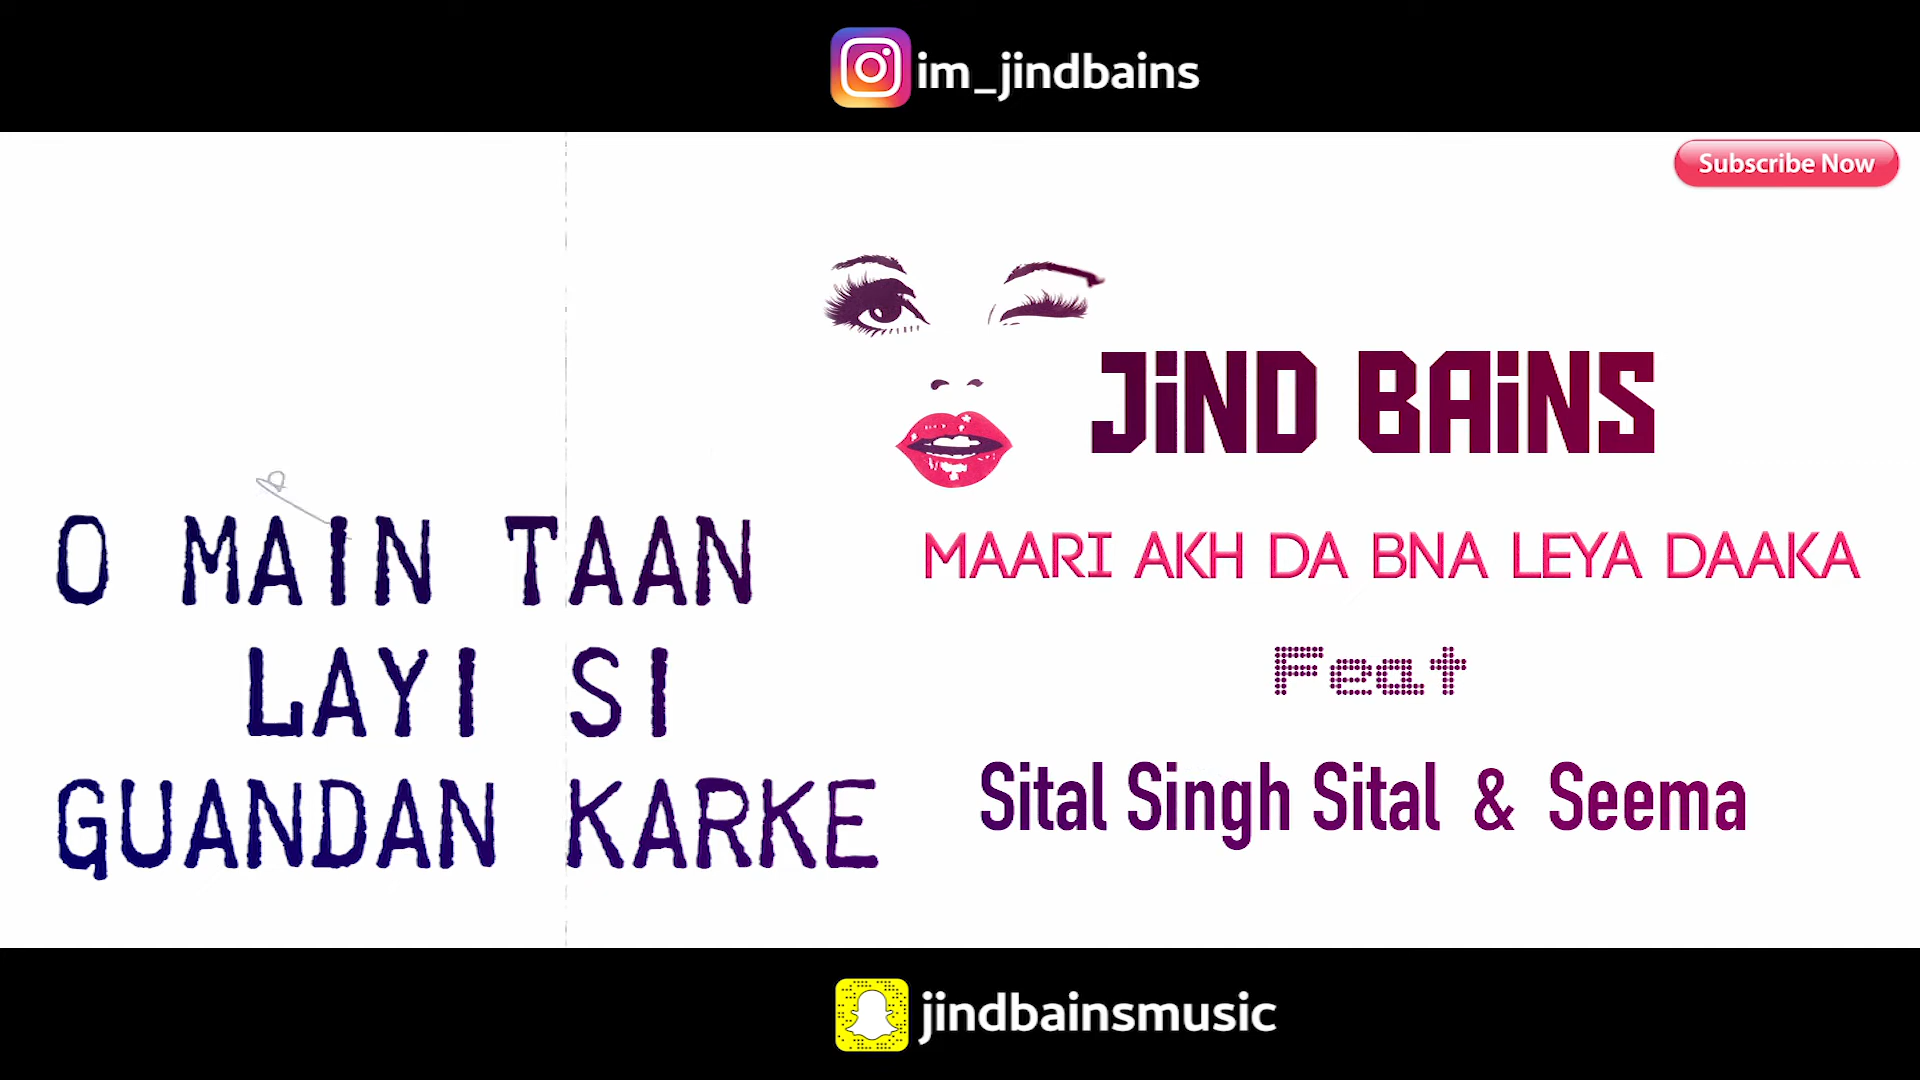 im_jindbains
Subscribe Now
JiND BAiNS
O MAIN TAAN
LAYI SI
GUANDAN KARKE
MAARI AKH DA BNA LEYA DAAKA
Feat
Sital Singh Sital & Seema
jindbainsmusic